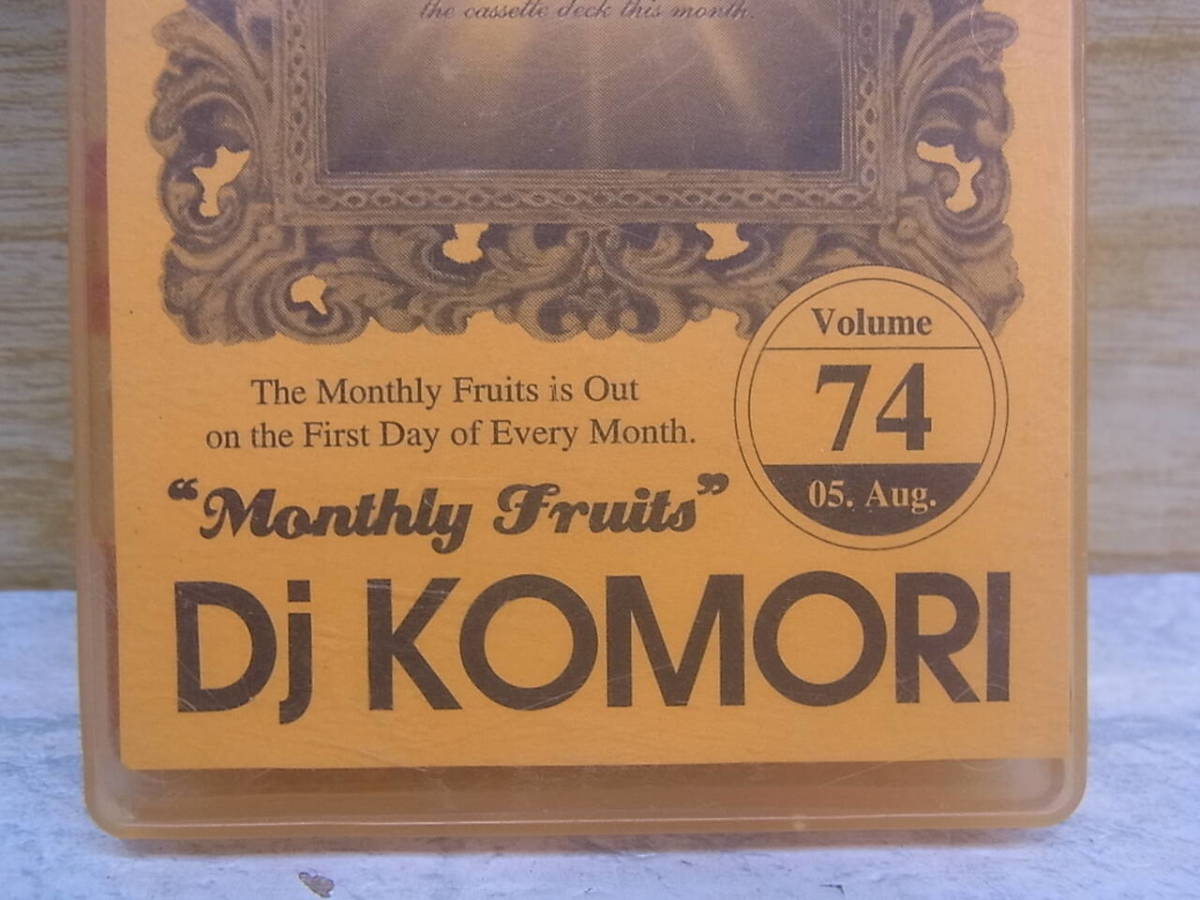 the cassette deck this month.
The Monthly Fruits is Out
on the First Day of Every Month.
Volume
74
05. Aug.
“Monthly Fruits”
Dj KOMORI